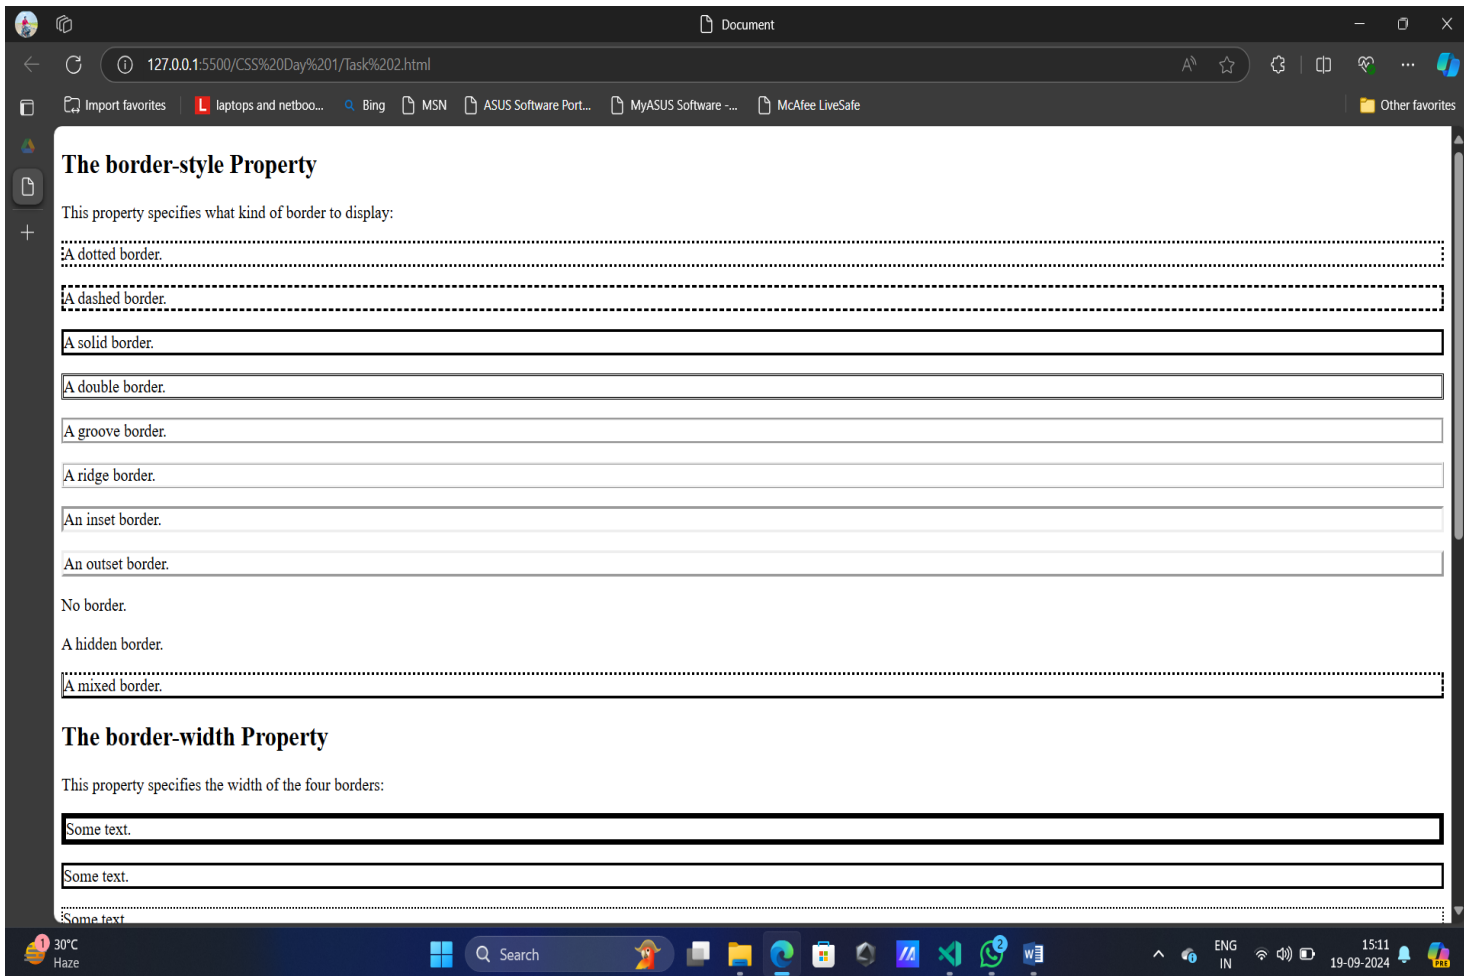 Document
127.0.0.1:5500/CSS%20Day%201/Task%202.html
Import favorites L laptops and netboo... Bing MSN ASUS Software Port... MyASUS Software -... McAfee LiveSafe Other favorites
The border-style Property
This property specifies what kind of border to display:
A dotted border.
A dashed border.
A solid border.
A double border.
A groove border.
A ridge border.
An inset border.
An outset border.
No border.
A hidden border.
A mixed border.
The border-width Property
This property specifies the width of the four borders:
Some text.
Some text.
Some text
1 30°C
Haze
Search
2
ENG
IN
15:11
19-09-2024
PRE